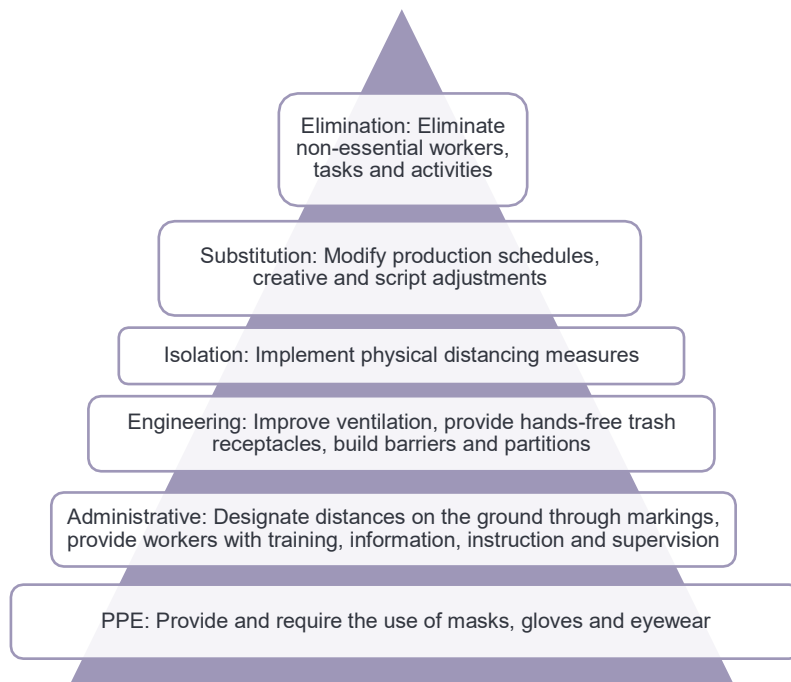 Elimination: Eliminate
non-essential workers,
tasks and activities
Substitution: Modify production schedules,
creative and script adjustments
Isolation: Implement physical distancing measures
Engineering: Improve ventilation, provide hands-free trash
receptacles, build barriers and partitions
Administrative: Designate distances on the ground through markings,
provide workers with training, information, instruction and supervision
PPE: Provide and require the use of masks, gloves and eyewear